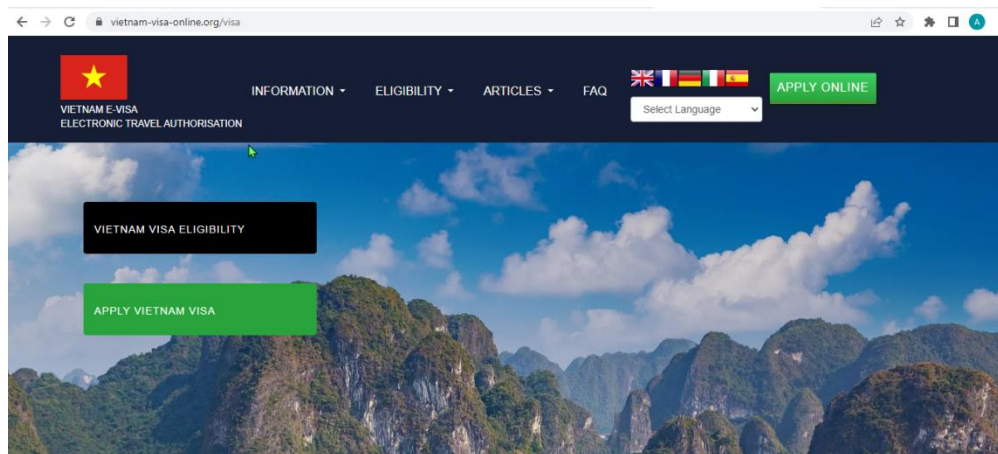 vietnam-visa-online.org/visa
A
INFORMATION ELIGIBILITY ARTICLES FAQ APPLY ONLINE
Select Language
VIETNAM E-VISA
ELECTRONIC TRAVEL AUTHORISATION
VIETNAM VISA ELIGIBILITY
APPLY VIETNAM VISA